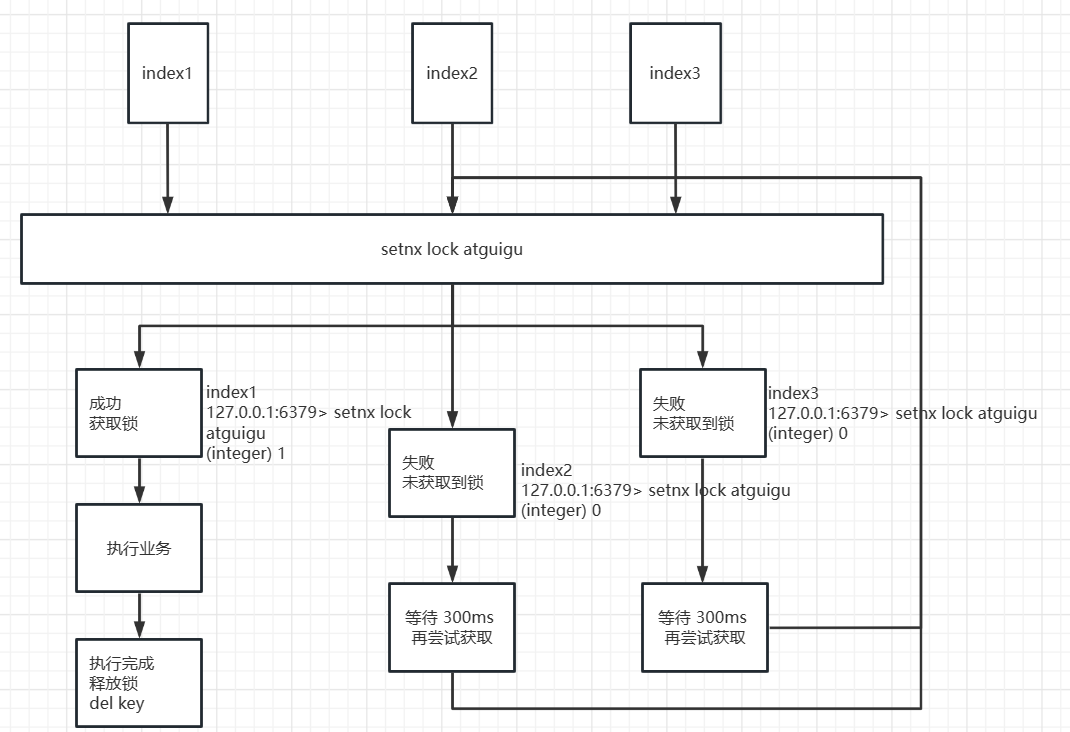 index1
index2
index3
setnx lock atguigu
成功
获取锁
index1
127.0.0.1:6379> setnx lock
atguigu
(integer) 1
失败
未获取到锁
index2
127.0.0.1:6379> setnx lock atguigu
(integer) 0
失败
未获取到锁
index3
127.0.0.1:6379> setnx lock atguigu
(integer) 0
执行业务
等待 300ms
再尝试获取
等待 300ms
再尝试获取
执行完成
释放锁
del key